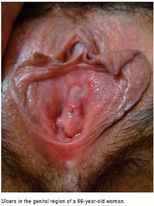 Ulcers in the genital region of a 66-year-old woman.